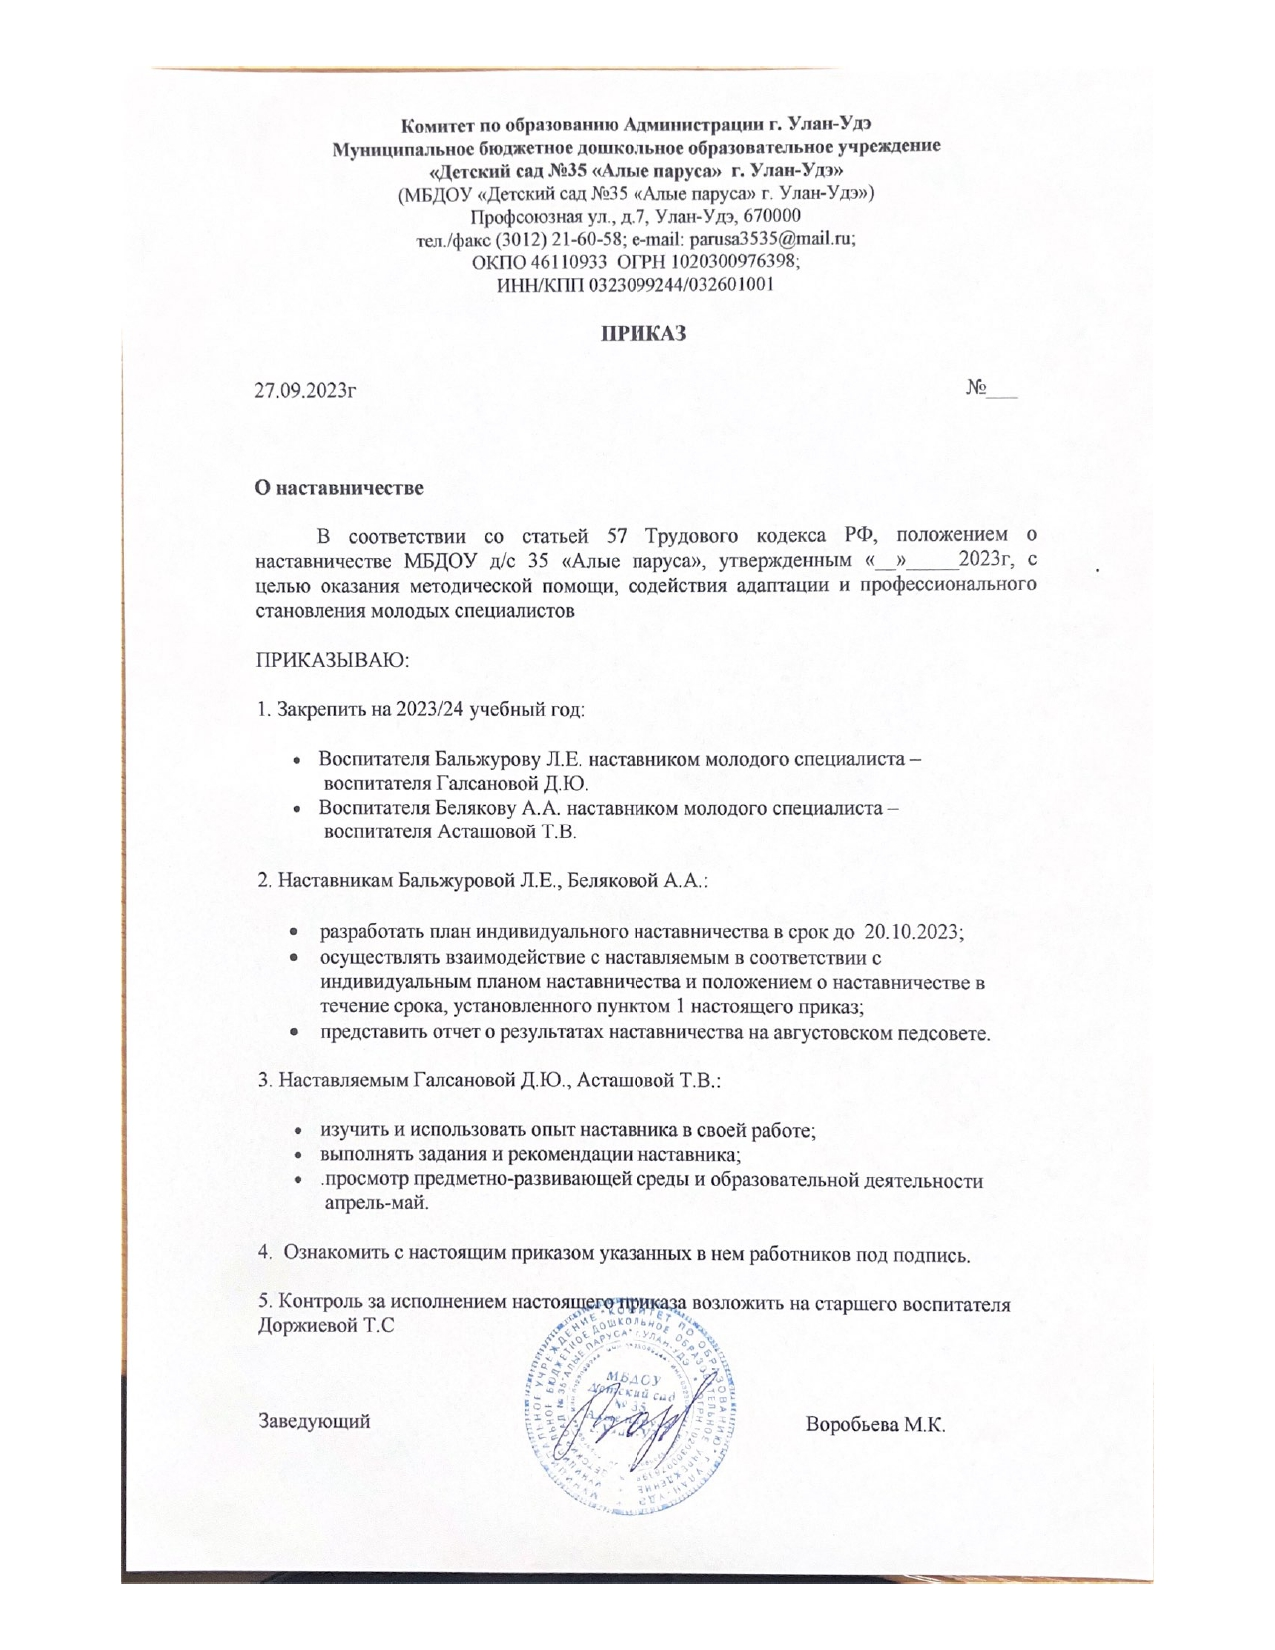 Комитет по образованию Администрации г. Улан-Удэ
Муниципальное бюджетное дошкольное образовательное учреждение
«Детский сад №35 «Алые паруса» г. Улан-Удэ»
(МБДОУ «Детский сад №35 «Алые паруса» г. Улан-Удэ»)
Профсоюзная ул., д.7, Улан-Удэ, 670000
тел./факс (3012) 21-60-58; e-mail: parusa3535@mail.ru;
ОКПО 46110933 ОГРН 1020300976398;
ИНН/КПП 0323099244/032601001
ПРИКАЗ
27.09.2023г №___
О наставничестве
В соответствии со статьей 57 Трудового кодекса РФ, положением о
наставничестве МБДОУ д/с 35 «Алые паруса», утвержденным «__»_____2023г, с
целью оказания методической помощи, содействия адаптации и профессионального
становления молодых специалистов
ПРИКАЗЫВАЮ:
1. Закрепить на 2023/24 учебный год:
• Воспитателя Бальжурову Л.Е. наставником молодого специалиста –
воспитателя Галсановой Д.Ю.
• Воспитателя Белякову А.А. наставником молодого специалиста –
воспитателя Асташовой Т.В.
2. Наставникам Бальжуровой Л.Е., Беляковой А.А.:
• разработать план индивидуального наставничества в срок до 20.10.2023;
• осуществлять взаимодействие с наставляемым в соответствии с
индивидуальным планом наставничества и положением о наставничестве в
течение срока, установленного пунктом 1 настоящего приказ;
• представить отчет о результатах наставничества на августовском педсовете.
3. Наставляемым Галсановой Д.Ю., Асташовой Т.В.:
• изучить и использовать опыт наставника в своей работе;
• выполнять задания и рекомендации наставника;
• .просмотр предметно-развивающей среды и образовательной деятельности
апрель-май.
4. Ознакомить с настоящим приказом указанных в нем работников под подпись.
5. Контроль за исполнением настоящего приказа возложить на старшего воспитателя
Доржиевой Т.С
МБДОУ
Детский сад
№ 35
Заведующий Воробьева М.К.